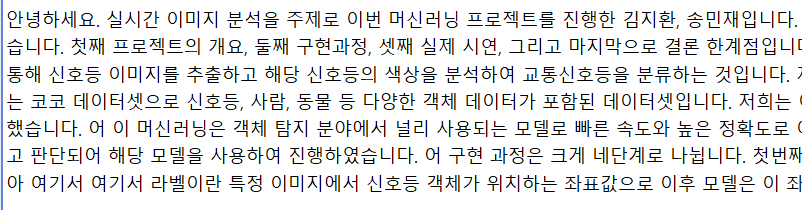 안녕하세요. 실시간 이미지 분석을 주제로 이번 머신러닝 프로젝트를 진행한 김지환, 송민재입니다.
습니다. 첫째 프로젝트의 개요, 둘째 구현과정, 셋째 실제 시연, 그리고 마지막으로 결론 한계점입니다
통해 신호등 이미지를 추출하고 해당 신호등의 색상을 분석하여 교통신호등을 분류하는 것입니다.
는 코코 데이터셋으로 신호등, 사람, 동물 등 다양한 객체 데이터가 포함된 데이터셋입니다. 저희는
했습니다. 어 이 머신러닝은 객체 탐지 분야에서 널리 사용되는 모델로 빠른 속도와 높은 정확도로
고 판단되어 해당 모델을 사용하여 진행하였습니다. 어 구현 과정은 크게 네단계로 나뉩니다. 첫번째
아 여기서 여기서 라벨이란 특정 이미지에서 신호등 객체가 위치하는 좌표값으로 이후 모델은 이 좌